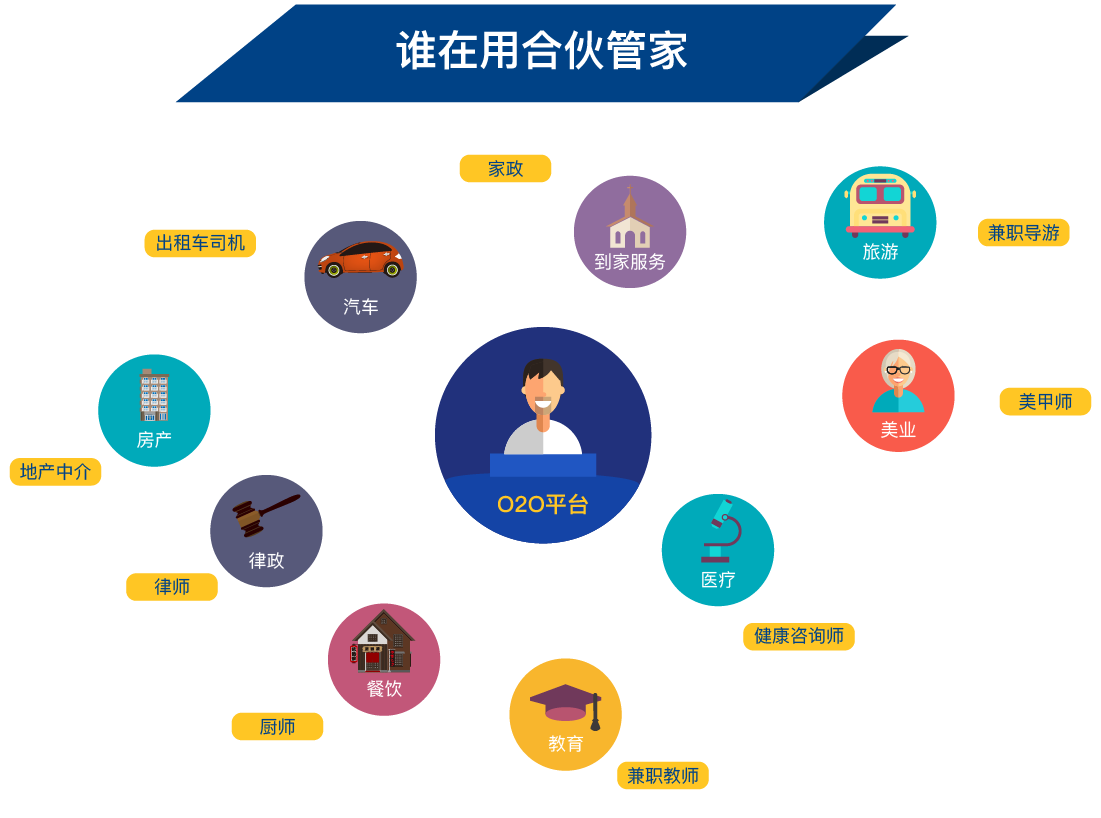 谁在用合伙管家
家政
出租车司机
汽车
到家服务
旅游
兼职导游
房产
地产中介
美业
美甲师
O2O平台
律政
律师
医疗
健康咨询师
餐饮
厨师
教育
兼职教师